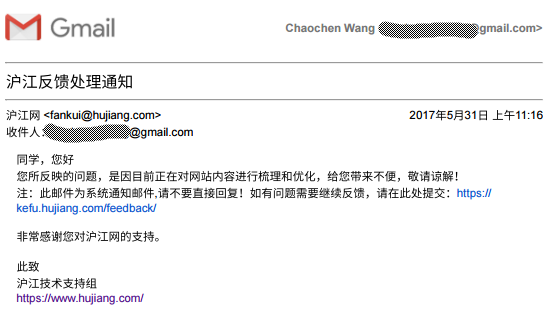 Gmail
Chaochen Wang gmail.com>
沪江反馈处理通知
沪江网 <fankui@hujiang.com>
2017年5月31日 上午11:16
收件人: @gmail.com
同学，您好
您所反映的问题，是因目前正在对网站内容进行梳理和优化，给您带来不便，敬请谅解！
注：此邮件为系统通知邮件,请不要直接回复！如有问题需要继续反馈，请在此处提交：https://
kefu.hujiang.com/feedback/
非常感谢您对沪江网的支持。
此致
沪江技术支持组
https://www.hujiang.com/